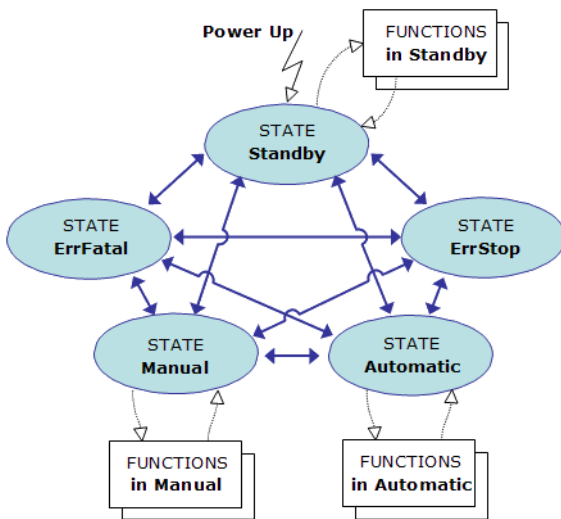 Power Up
FUNCTIONS
in Standby
STATE
Standby
STATE
ErrFatal
STATE
ErrStop
STATE
Manual
STATE
Automatic
FUNCTIONS
in Manual
FUNCTIONS
in Automatic